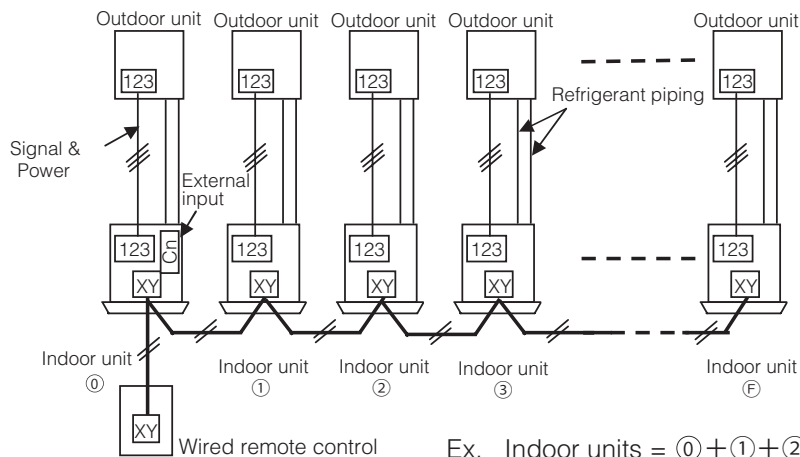 Outdoor unit Outdoor unit Outdoor unit Outdoor unit Outdoor unit
123 123 123 123 123
Refrigerant piping
Signal &
Power
External
input
123 Cn 123 123 123 123
XY XY XY XY XY
Indoor unit
⓪
Indoor unit
①
Indoor unit
②
Indoor unit
③
Indoor unit
Ⓕ
XY
Wired remote control
Ex. Indoor units = ⓪+①+②